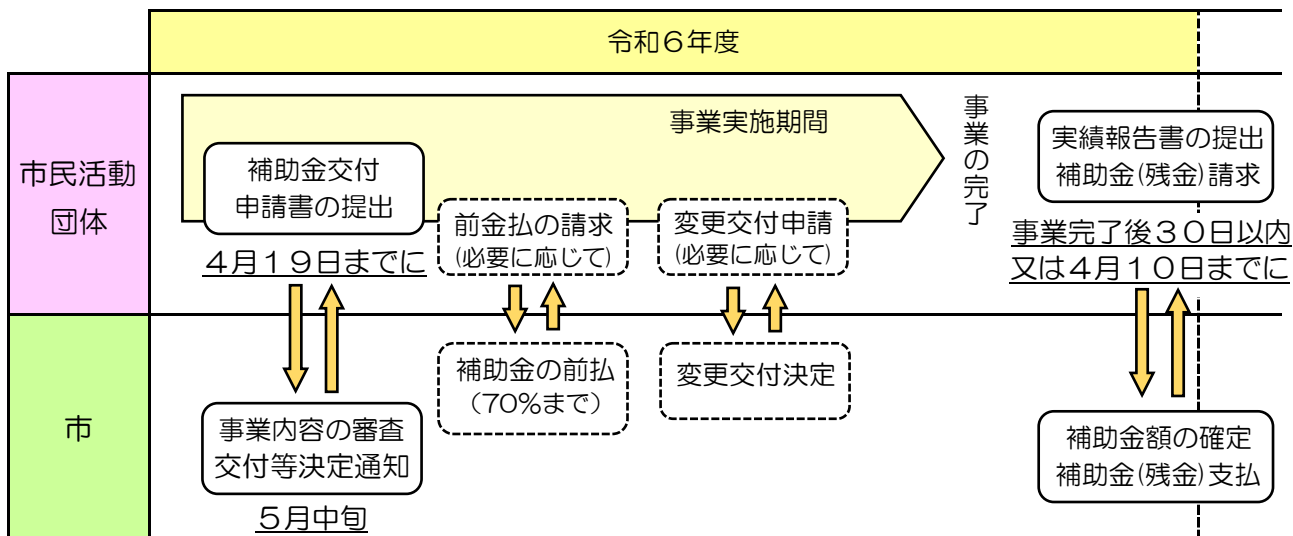 令和６年度
市民活動
団体
事業実施期間
事業の完了
補助金交付
申請書の提出
４月１９日までに
前金払の請求
(必要に応じて)
変更交付申請
(必要に応じて)
実績報告書の提出
補助金(残金)請求
事業完了後３０日以内
又は４月１０日までに
市
事業内容の審査
交付等決定通知
５月中旬
補助金の前払
（70％まで）
変更交付決定
補助金額の確定
補助金(残金)支払